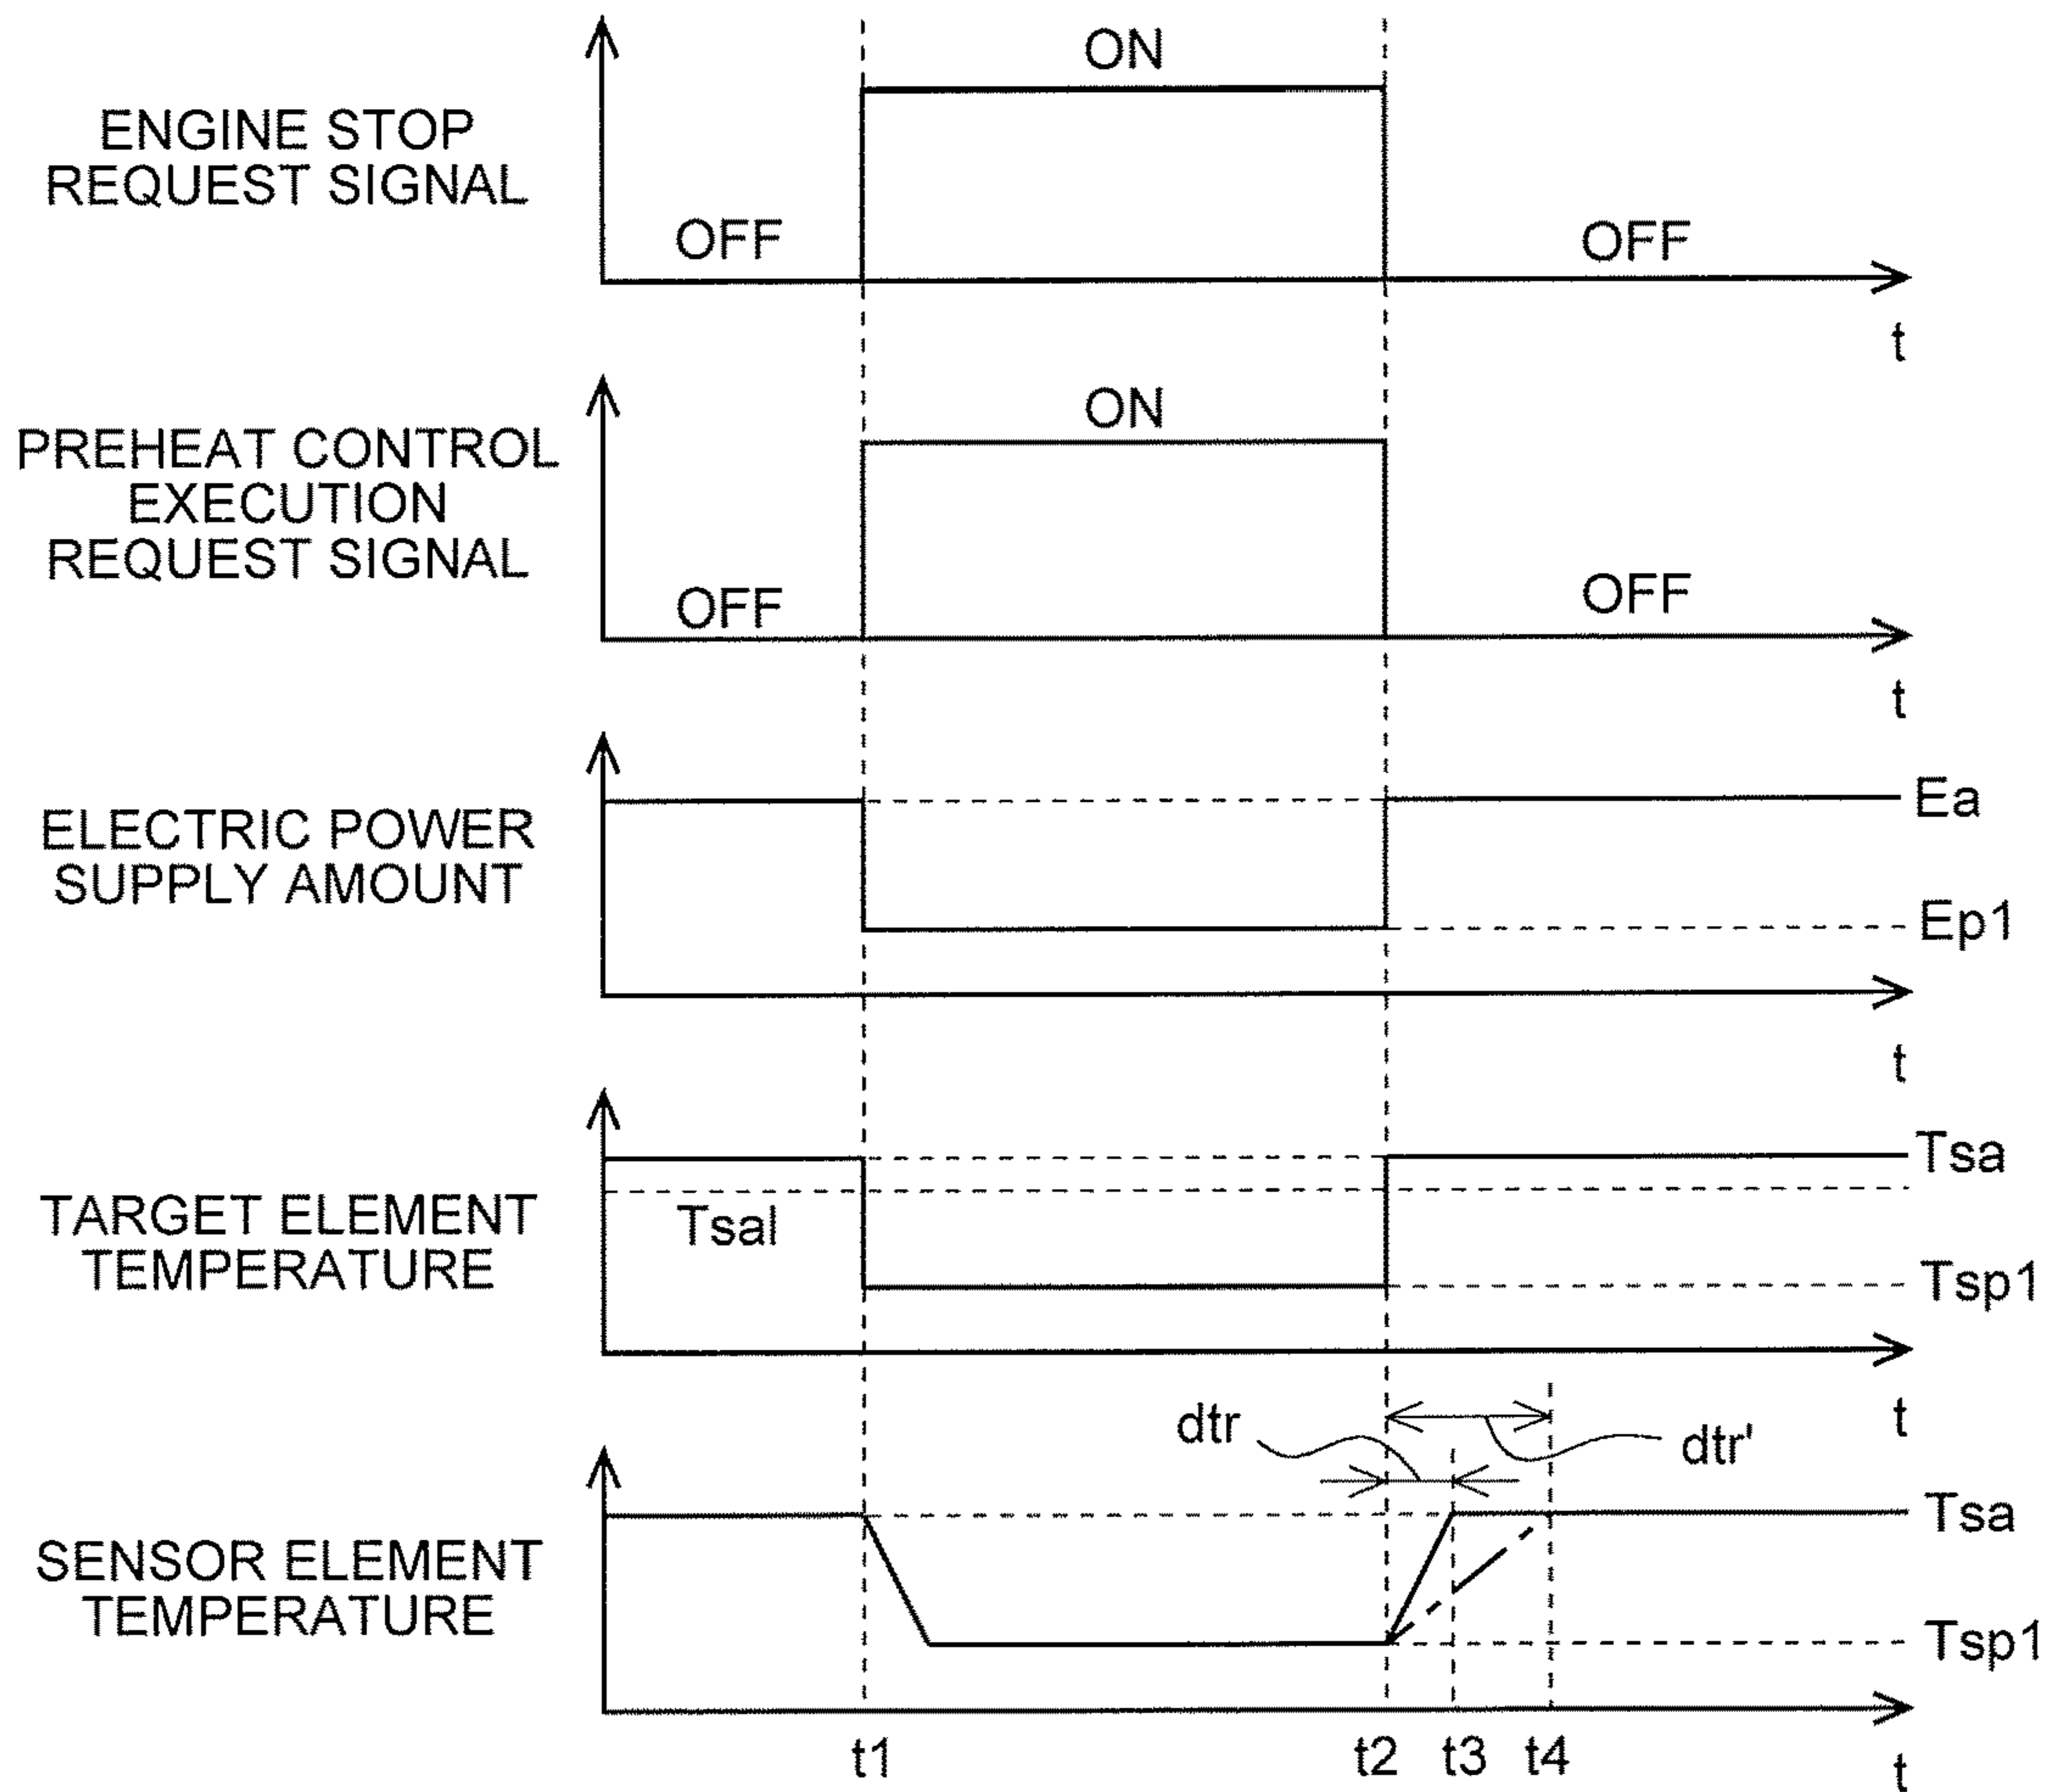 ENGINE STOP
REQUEST SIGNAL
ON
OFF
OFF
t
PREHEAT CONTROL
EXECUTION
REQUEST SIGNAL
ON
OFF
OFF
t
ELECTRIC POWER
SUPPLY AMOUNT
Ea
Ep1
t
TARGET ELEMENT
TEMPERATURE
Tsal
Tsa
Tsp1
t
SENSOR ELEMENT
TEMPERATURE
dtr
dtr'
Tsa
Tsp1
t1
t2
t3
t4
t